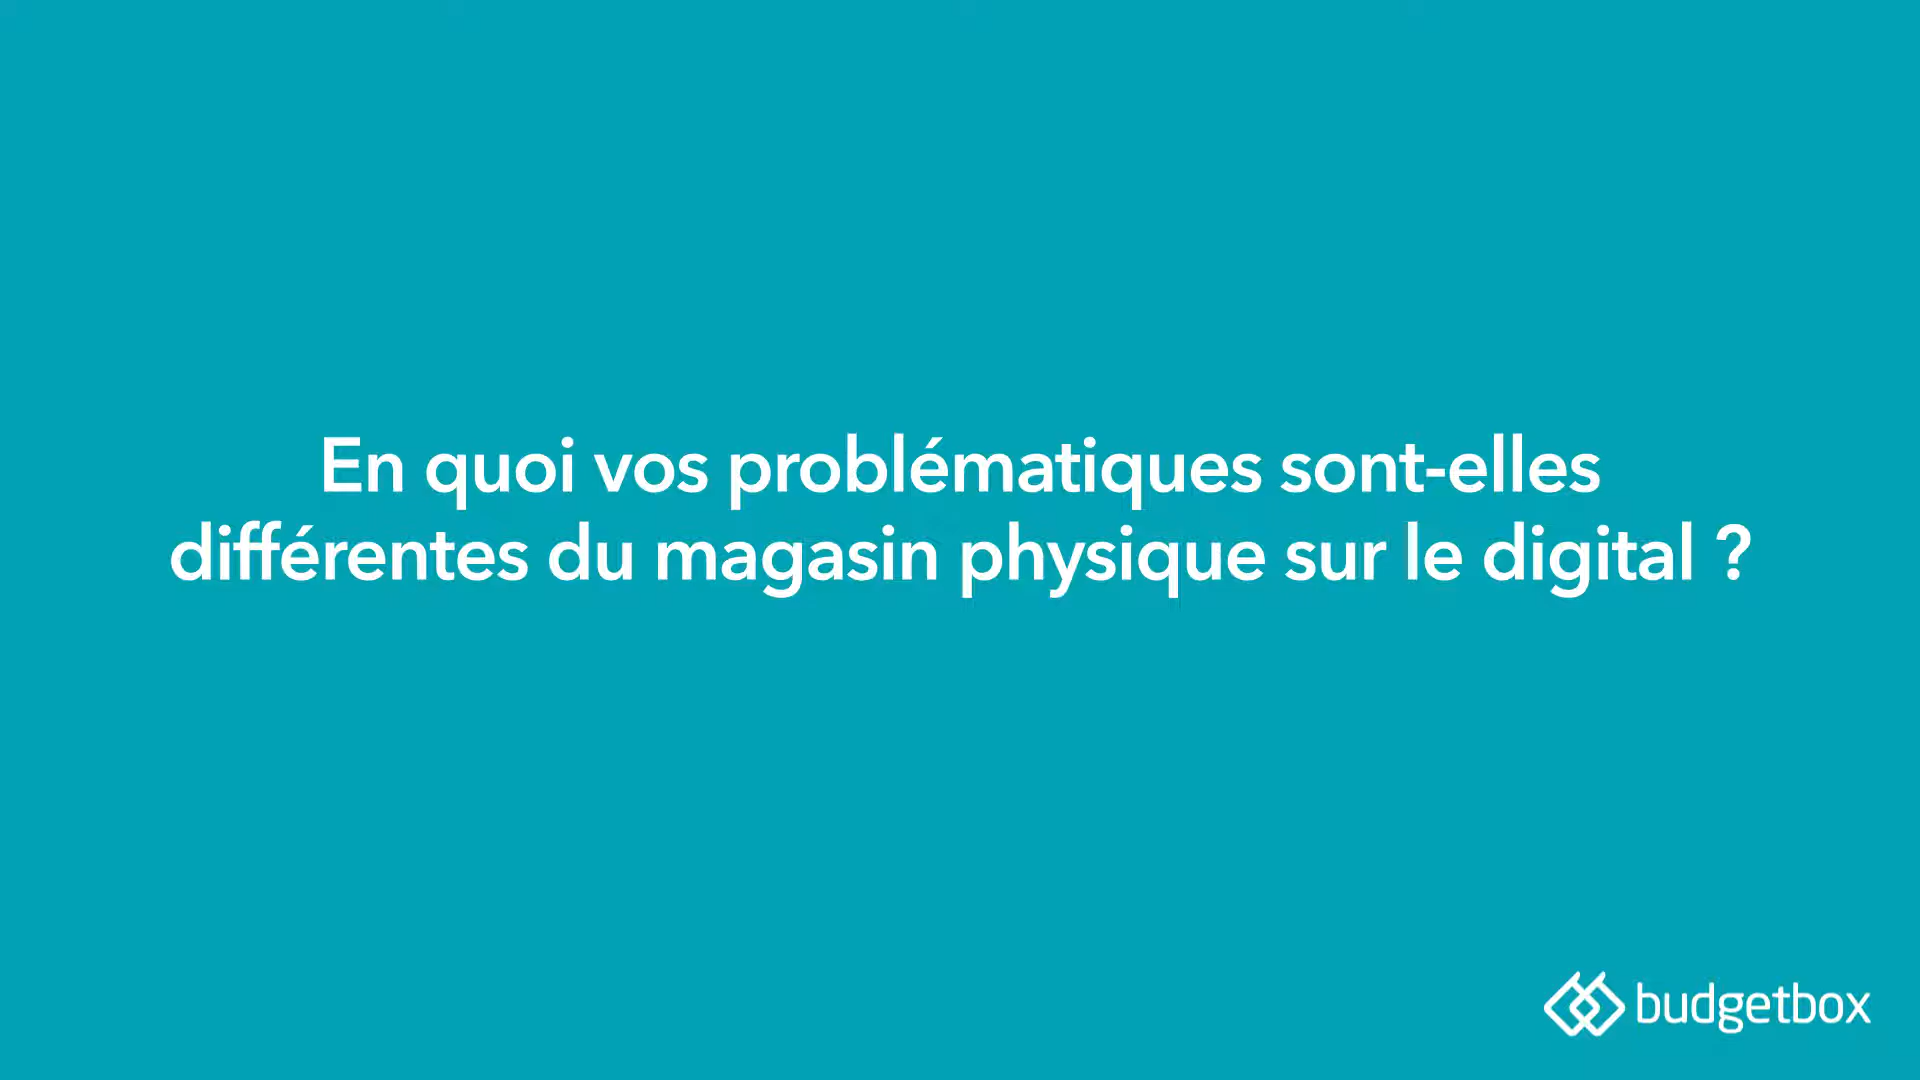 En quoi vos problématiques sont-elles
différentes du magasin physique sur le digital ?
budgetbox